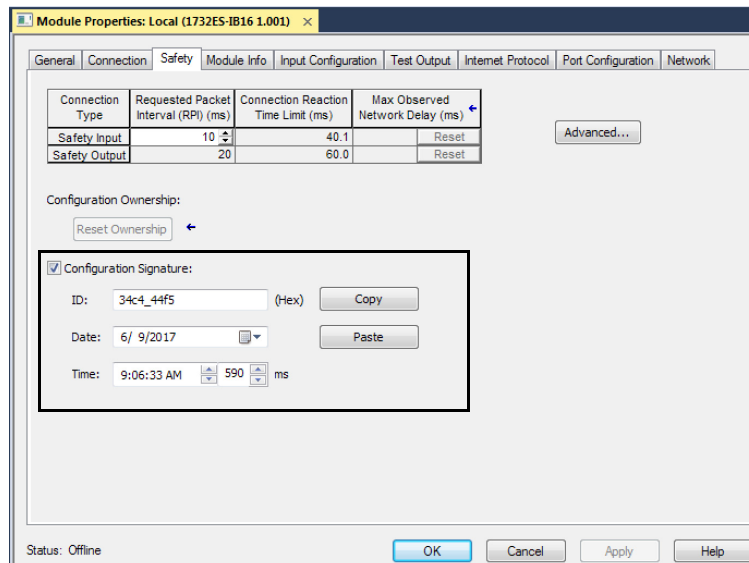 Module Properties: Local (1732ES-IB16 1.001) ×
General Connection Safety Module Info Input Configuration Test Output Internet Protocol Port Configuration Network
Connection Type Requested Packet Interval (RPI) (ms) Connection Reaction Time Limit (ms) Max Observed Network Delay (ms)
Safety Input 10 40.1 Reset
Safety Output 20 60.0 Reset
Advanced...
Configuration Ownership:
Reset Ownership
Configuration Signature:
ID: 34c4_44f5 (Hex) Copy
Date: 6/ 9/2017 Paste
Time: 9:06:33 AM 590 ms
Status: Offline OK Cancel Apply Help